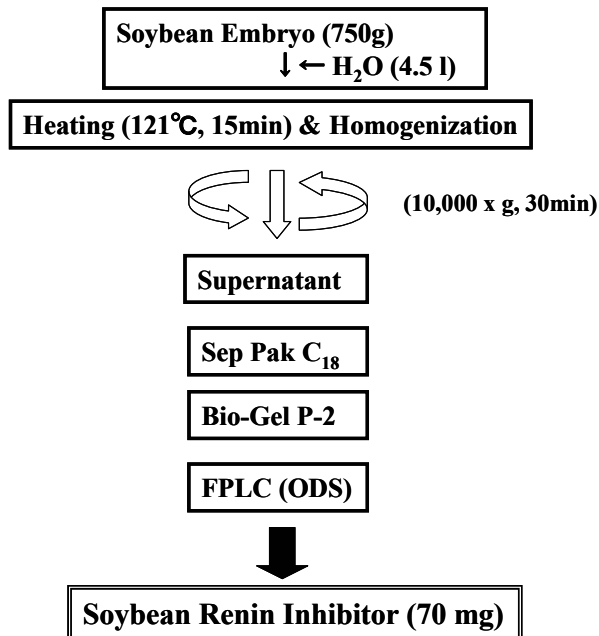 Soybean Embryo (750g)
↓ ← H₂O (4.5 l)
Heating (121℃, 15min) & Homogenization
(10,000 x g, 30min)
Supernatant
Sep Pak C₁₈
Bio-Gel P-2
FPLC (ODS)
Soybean Renin Inhibitor (70 mg)